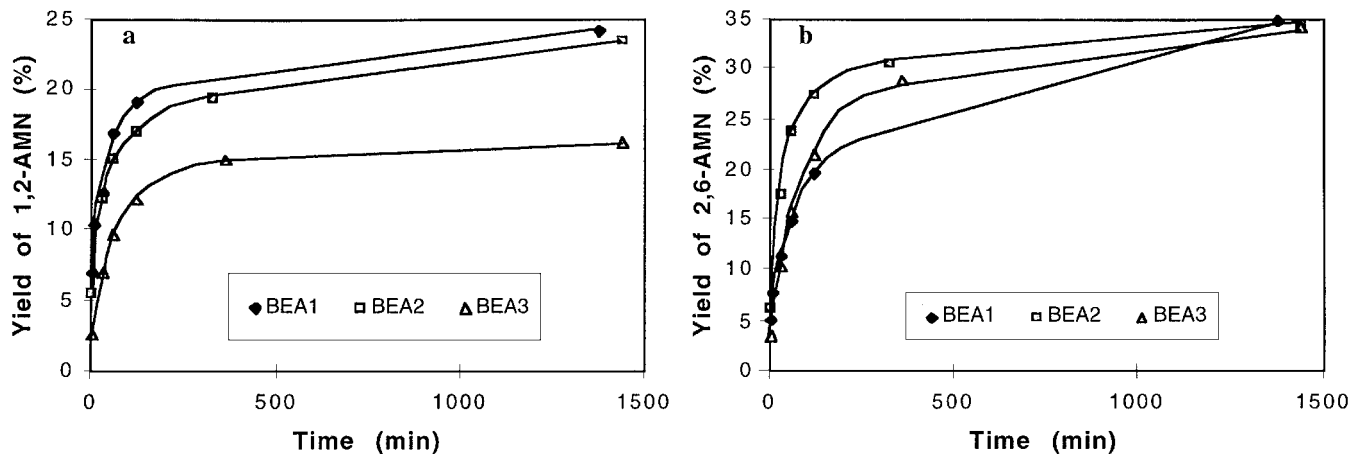 a
Yield of 1,2-AMN (%)
25
20
15
10
5
0
BEA1 BEA2 BEA3
0 500 1000 1500
Time (min)
b
Yield of 2,6-AMN (%)
35
30
25
20
15
10
5
0
BEA1 BEA2 BEA3
0 500 1000 1500
Time (min)